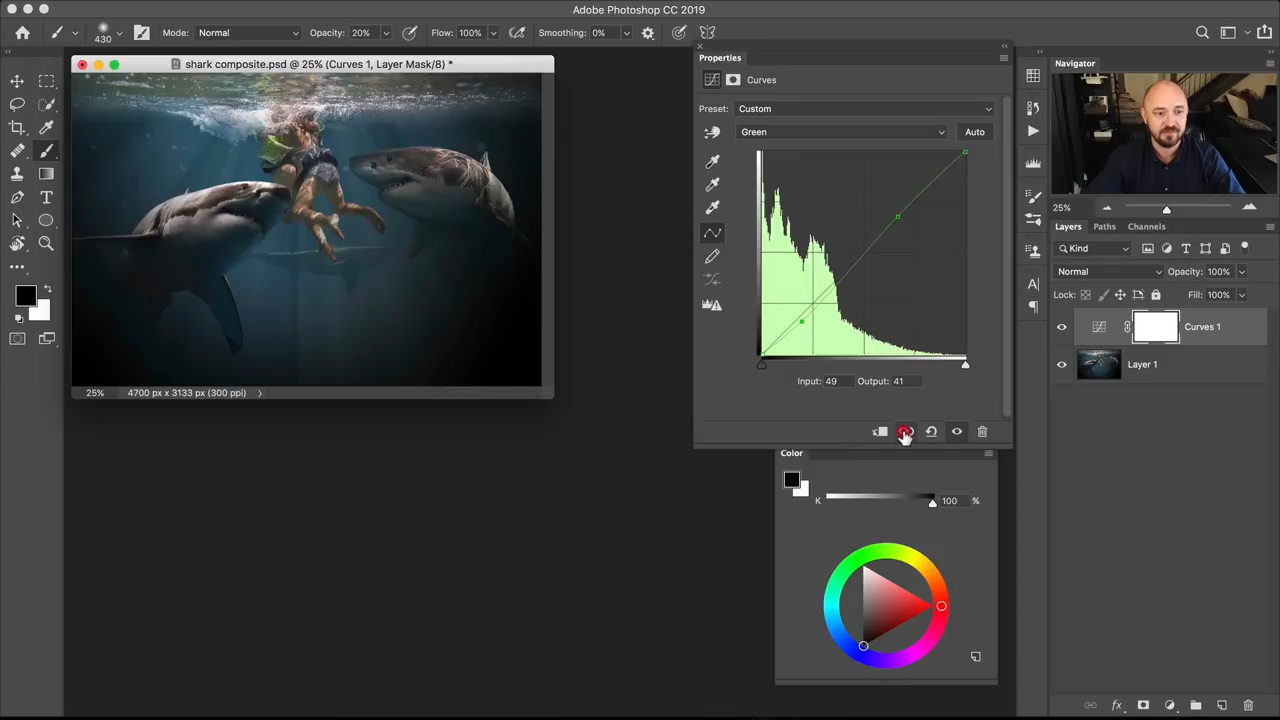 Adobe Photoshop CC 2019
430
Mode: Normal
Opacity: 20%
Flow: 100%
Smoothing: 0%
shark composite.psd @ 25% (Curves 1, Layer Mask/8) *
25%
4700 px x 3133 px (300 ppi)
Properties
Curves
Preset: Custom
Green
Auto
Input: 49
Output: 41
Color
K
100
%
Navigator
25%
Layers
Paths
Channels
Kind
Normal
Opacity: 100%
Lock:
Fill: 100%
Curves 1
Layer 1